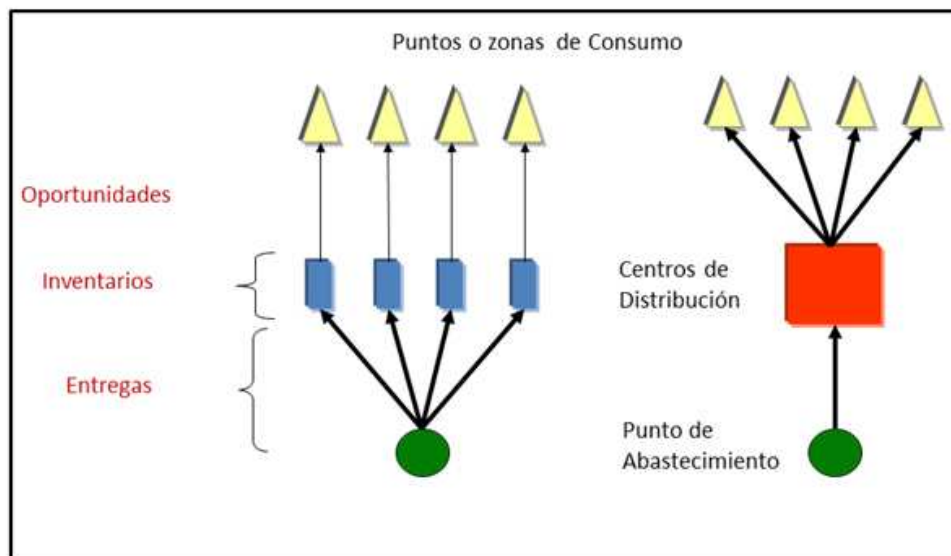 Puntos o zonas de Consumo
Oportunidades
Inventarios
Entregas
Centros de
Distribución
Punto de
Abastecimiento